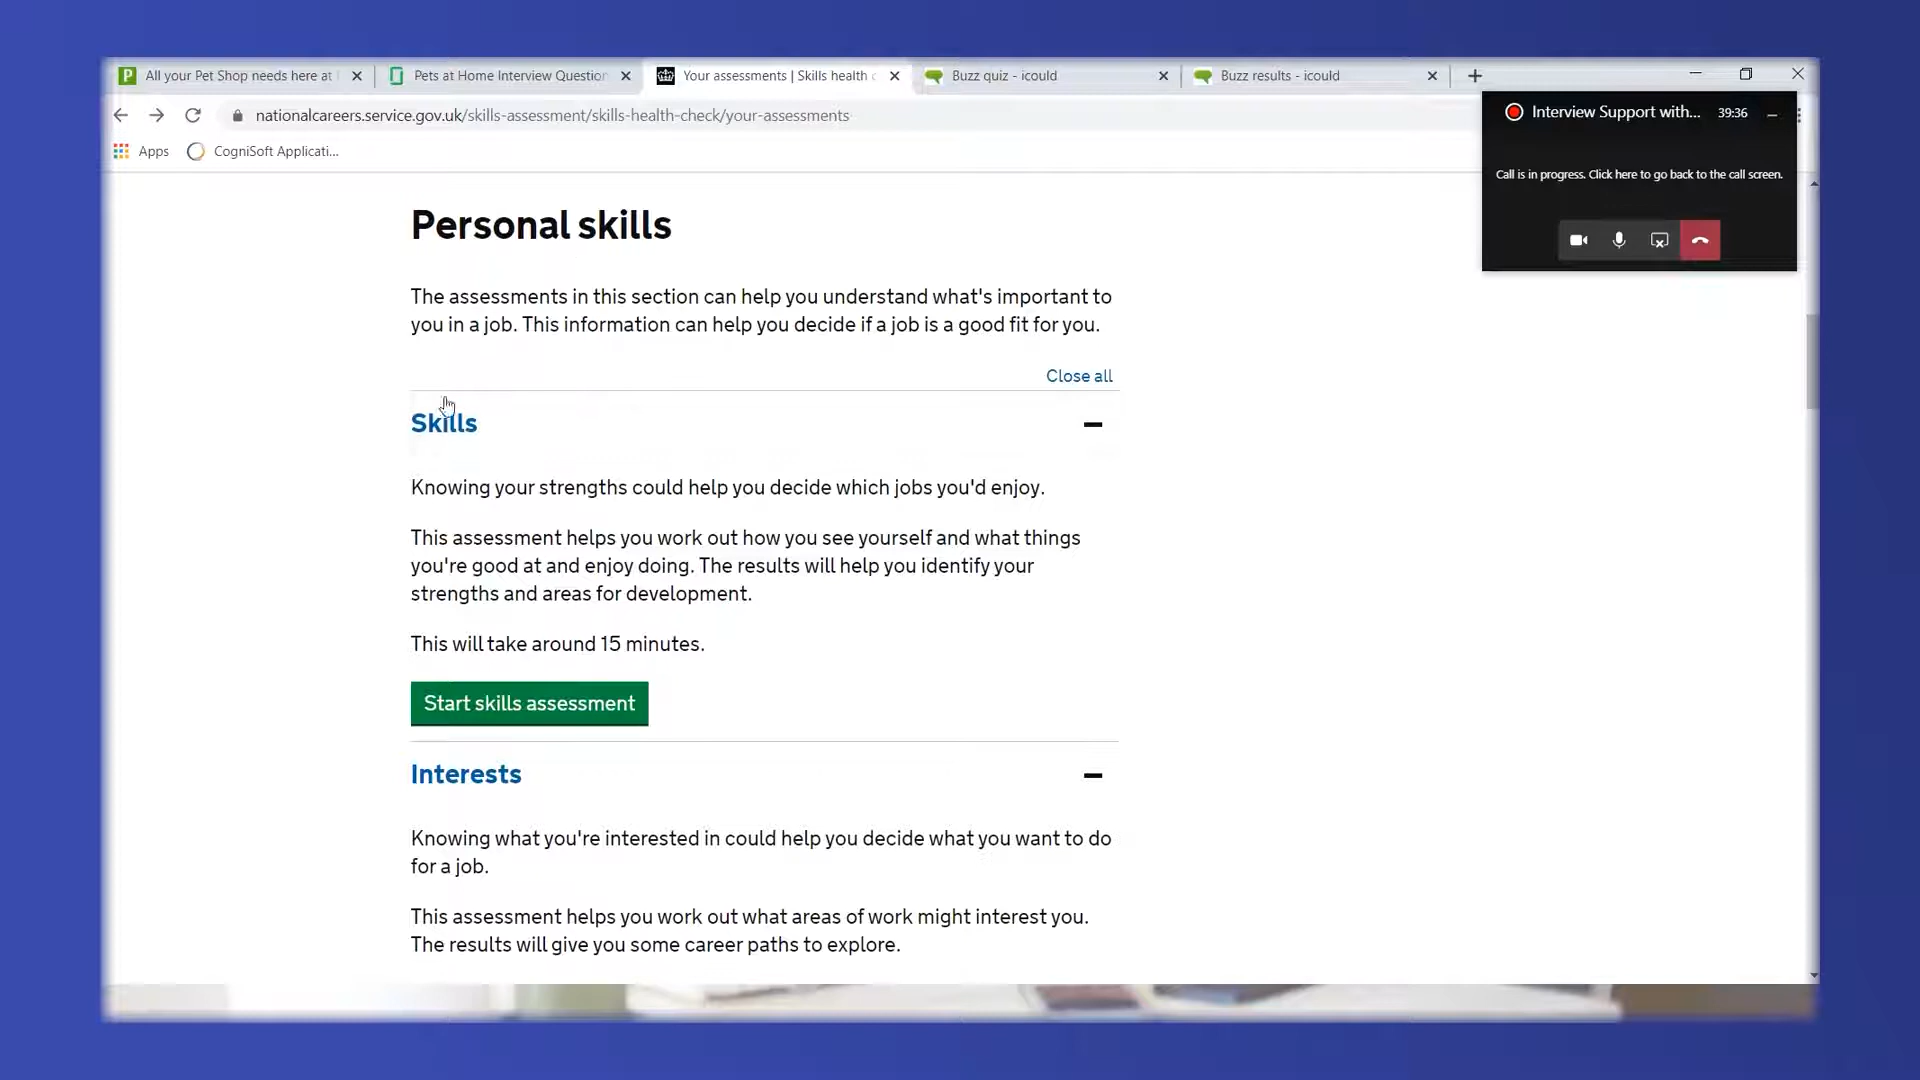 All your Pet Shop needs here at
Pets at Home Interview Question
Your assessments | Skills health c
Buzz quiz - icould
Buzz results - icould
nationalcareers.service.gov.uk/skills-assessment/skills-health-check/your-assessments
Apps
CogniSoft Applicati...
Interview Support with...
39:36
Call is in progress. Click here to go back to the call screen.
Personal skills
The assessments in this section can help you understand what's important to
you in a job. This information can help you decide if a job is a good fit for you.
Close all
Skills
Knowing your strengths could help you decide which jobs you'd enjoy.
This assessment helps you work out how you see yourself and what things
you're good at and enjoy doing. The results will help you identify your
strengths and areas for development.
This will take around 15 minutes.
Start skills assessment
Interests
Knowing what you're interested in could help you decide what you want to do
for a job.
This assessment helps you work out what areas of work might interest you.
The results will give you some career paths to explore.